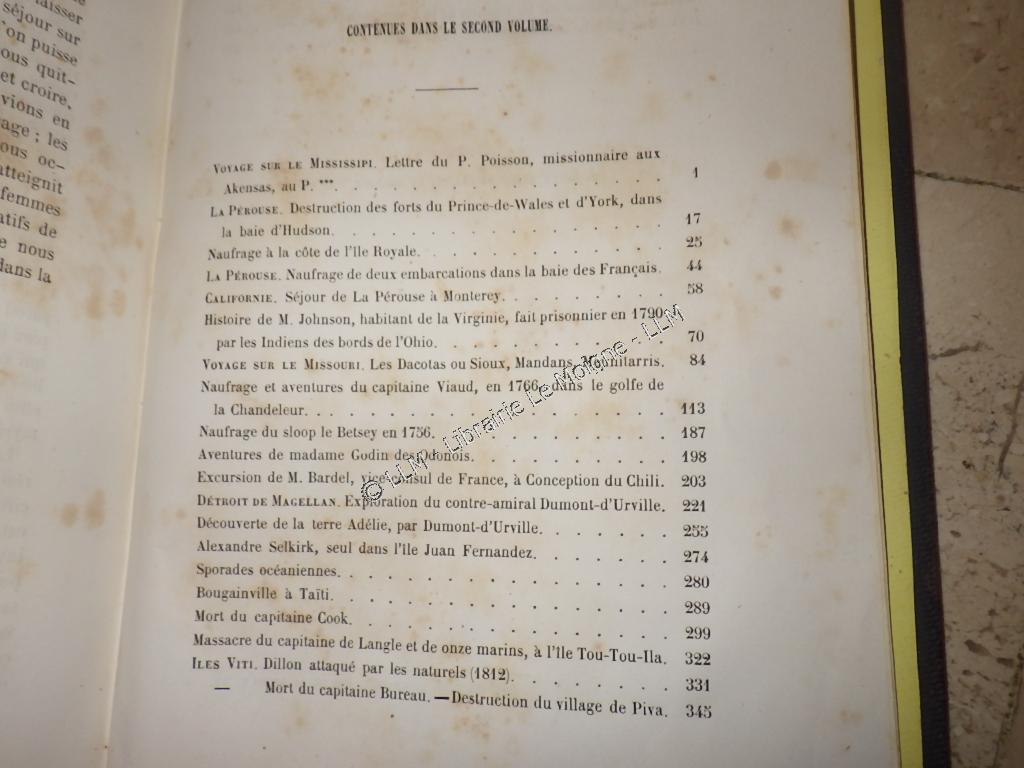 laisser
séjour sur
'on puisse
ous quit-
et croire,
vions en
age ; les
ous oc-
atteignit
femmes
atifs de
e nous
dans la
CONTENUES DANS LE SECOND VOLUME.
VOYAGE SUR LE MISSISSIPI. Lettre du P. Poisson, missionnaire aux
Akensas, au P. ***. . . . . . . . . . . . . . . . 1
LA PÉROUSE. Destruction des forts du Prince-de-Wales et d'York, dans
la baie d'Hudson. . . . . . . . . . . . . . . . 17
Naufrage à la côte de l'île Royale. . . . . . . . . . . . 25
LA PÉROUSE. Naufrage de deux embarcations dans la baie des Français. 44
CALIFORNIE. Séjour de La Pérouse à Monterey. . . . . . . . . 58
Histoire de M. Johnson, habitant de la Virginie, fait prisonnier en 1790
par les Indiens des bords de l'Ohio. . . . . . . . . . . . 70
VOYAGE SUR LE MISSOURI. Les Dacotas ou Sioux, Mandans, Meunitarris. 84
Naufrage et aventures du capitaine Viaud, en 1766, dans le golfe de
la Chandeleur. . . . . . . . . . . . . . . . . 113
Naufrage du sloop le Betsey en 1756. . . . . . . . . . . . 187
Aventures de madame Godin des Odonois. . . . . . . . . . 198
Excursion de M. Bardel, vice-consul de France, à Conception du Chili. 203
DÉTROIT DE MAGELLAN. Exploration du contre-amiral Dumont-d'Urville. 221
Découverte de la terre Adélie, par Dumont-d'Urville. . . . . . . 255
Alexandre Selkirk, seul dans l'île Juan Fernandez. . . . . . . 274
Sporades océaniennes. . . . . . . . . . . . . . . 280
Bougainville à Taïti. . . . . . . . . . . . . . . . 289
Mort du capitaine Cook. . . . . . . . . . . . . . . 299
Massacre du capitaine de Langle et de onze marins, à l'île Tou-Tou-Ila. 322
ILES VITI. Dillon attaqué par les naturels (1812). . . . . . . . 331
— Mort du capitaine Bureau. — Destruction du village de Piva. 345
© LLM - Librairie Le Moigne - LLM